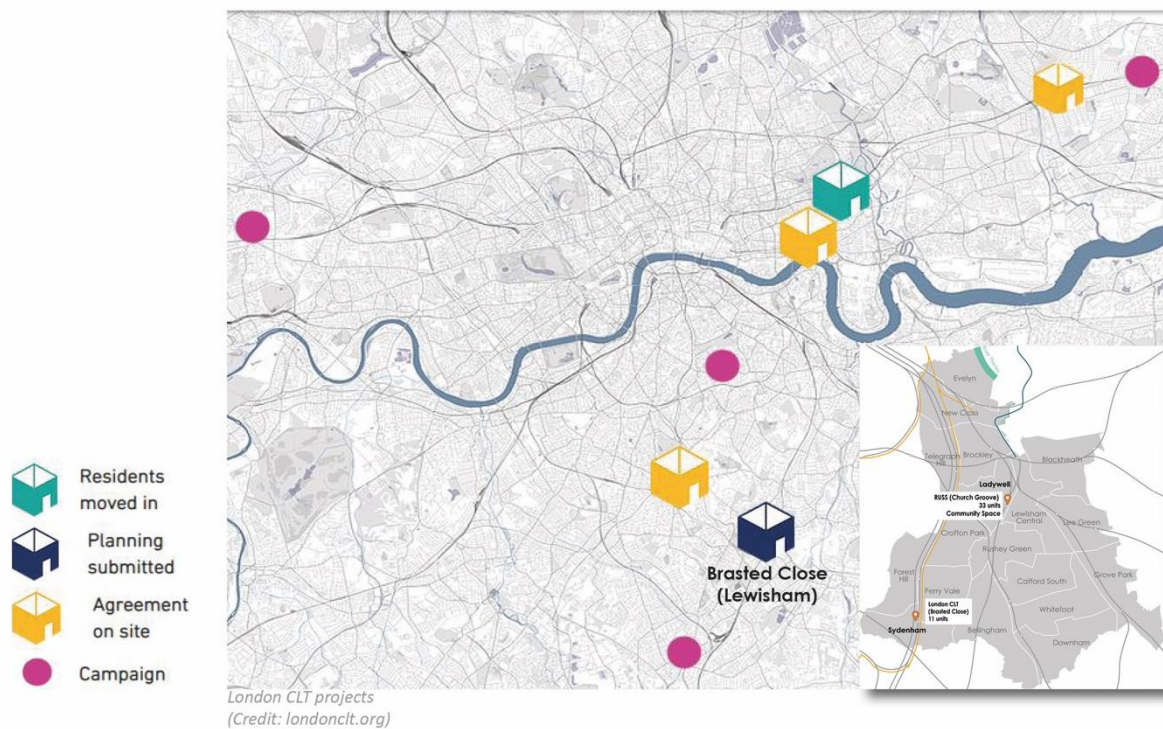 Residents
moved in
Planning
submitted
Agreement
on site
Campaign
Brasted Close
(Lewisham)
Evelyn
New Cross
Telegraph
Hill
Brockley
Blackheath
Ladywell
RUSS (Church Groove)
33 units
Community Space
Lewisham
Central
Lee Green
Crofton Park
Rushey Green
Forest
Hill
Catford South
Grove Park
Perry Vale
London CLT
(Brasted Close)
11 units
Whitefoot
Sydenham
Bellingham
Downham
London CLT projects
(Credit: londonclt.org)